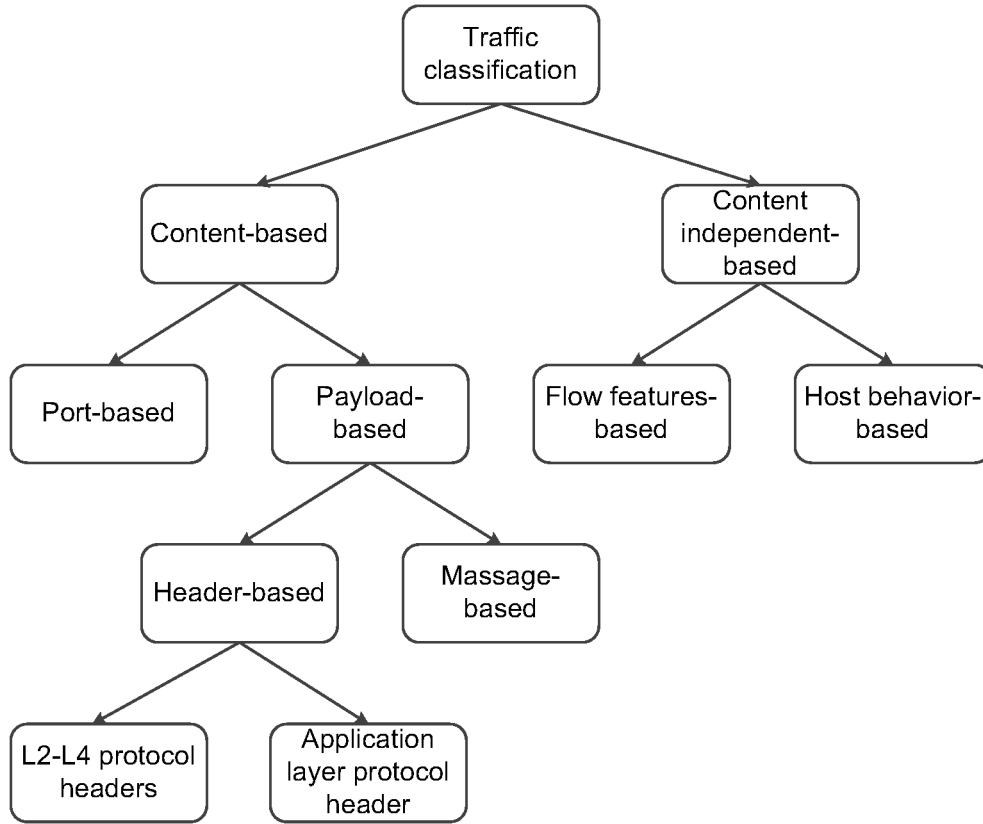 Traffic
classification
Content-based
Content
independent-
based
Port-based
Payload-
based
Flow features-
based
Host behavior-
based
Header-based
Massage-
based
L2-L4 protocol
headers
Application
layer protocol
header